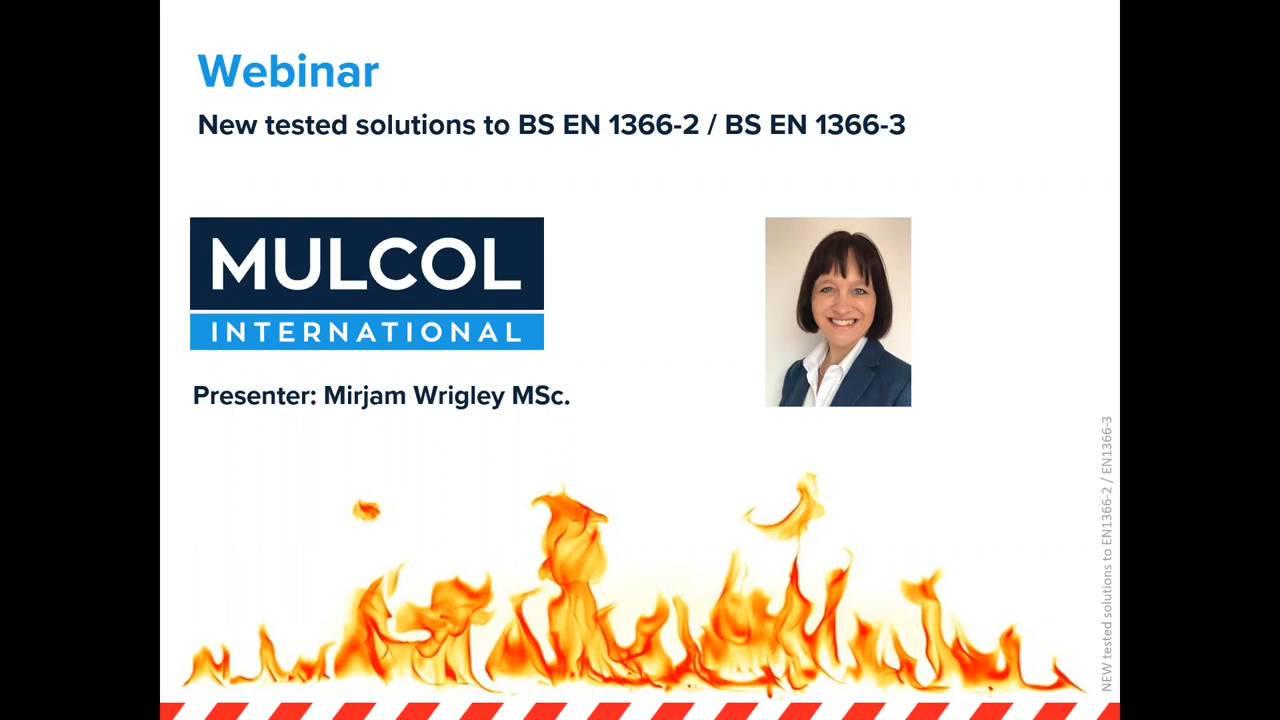 Webinar
New tested solutions to BS EN 1366-2 / BS EN 1366-3
MULCOL
INTERNATIONAL
Presenter: Mirjam Wrigley MSc.
NEW tested solutions to EN1366-2 / EN1366-3